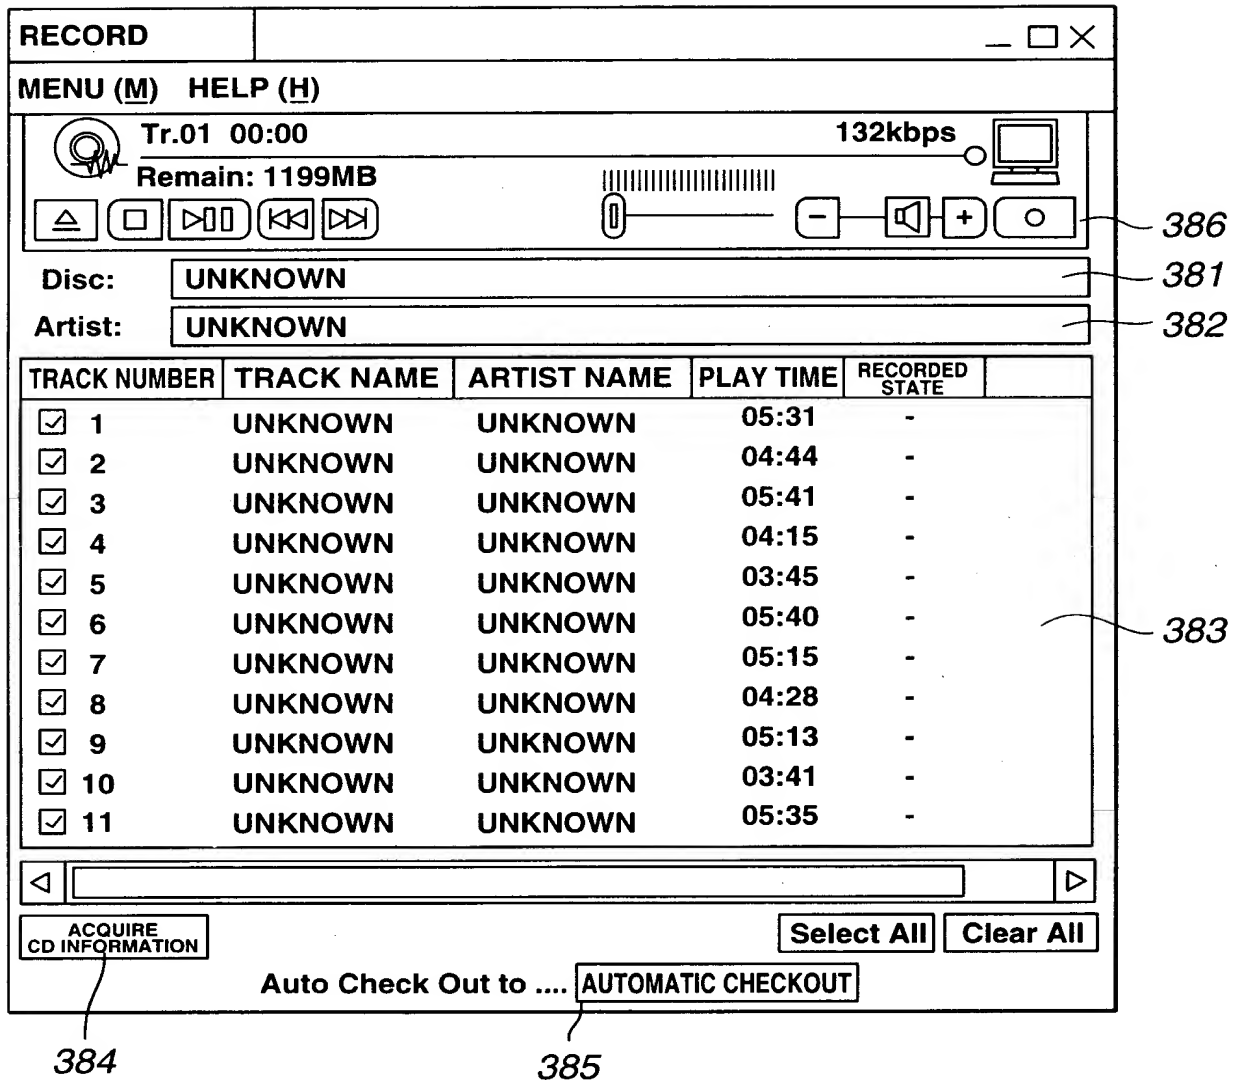 RECORD
MENU (M) HELP (H)
Tr.01 00:00 132kbps
Remain: 1199MB
386
Disc: UNKNOWN 381
Artist: UNKNOWN 382
TRACK NUMBER TRACK NAME ARTIST NAME PLAY TIME RECORDED STATE
1 UNKNOWN UNKNOWN 05:31 -
2 UNKNOWN UNKNOWN 04:44 -
3 UNKNOWN UNKNOWN 05:41 -
4 UNKNOWN UNKNOWN 04:15 -
5 UNKNOWN UNKNOWN 03:45 -
6 UNKNOWN UNKNOWN 05:40 -
383
7 UNKNOWN UNKNOWN 05:15 -
8 UNKNOWN UNKNOWN 04:28 -
9 UNKNOWN UNKNOWN 05:13 -
10 UNKNOWN UNKNOWN 03:41 -
11 UNKNOWN UNKNOWN 05:35 -
ACQUIRE
CD INFORMATION
Select All Clear All
Auto Check Out to .... AUTOMATIC CHECKOUT
384
385